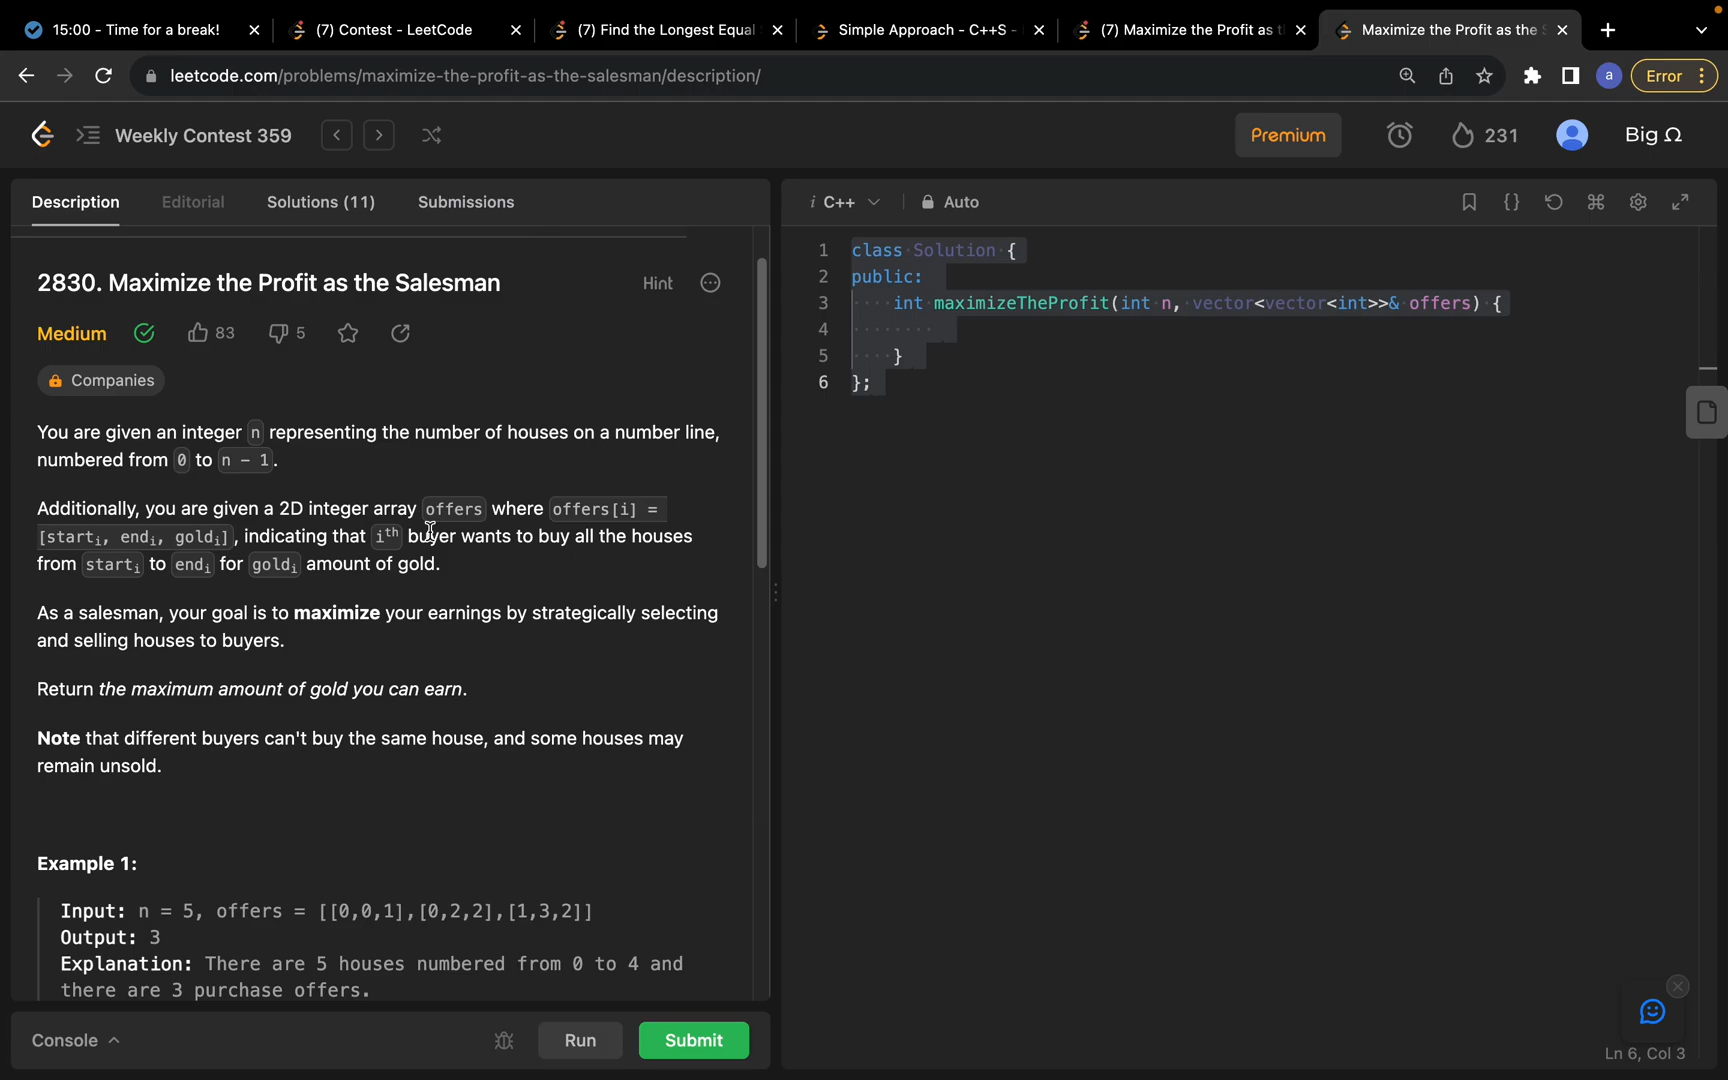 15:00 - Time for a break!
(7) Contest - LeetCode
(7) Find the Longest Equal
Simple Approach - C++S -
(7) Maximize the Profit as t
Maximize the Profit as the S
leetcode.com/problems/maximize-the-profit-as-the-salesman/description/
a
Error
Weekly Contest 359
Premium
231
Big Ω
Description
Editorial
Solutions (11)
Submissions
2830. Maximize the Profit as the Salesman
Hint
Medium
83
5
Companies
You are given an integer n representing the number of houses on a number line,
numbered from 0 to n - 1.
Additionally, you are given a 2D integer array offers where offers[i] =
[startᵢ, endᵢ, goldᵢ], indicating that iᵗʰ buyer wants to buy all the houses
from startᵢ to endᵢ for goldᵢ amount of gold.
As a salesman, your goal is to maximize your earnings by strategically selecting
and selling houses to buyers.
Return the maximum amount of gold you can earn.
Note that different buyers can't buy the same house, and some houses may
remain unsold.
Example 1:
Input: n = 5, offers = [[0,0,1],[0,2,2],[1,3,2]]
Output: 3
Explanation: There are 5 houses numbered from 0 to 4 and
there are 3 purchase offers.
Console
Run
Submit
i C++
Auto
{}
1 class Solution {
2 public:
3 int maximizeTheProfit(int n, vector<vector<int>>& offers) {
4
5 }
6 };
Ln 6, Col 3